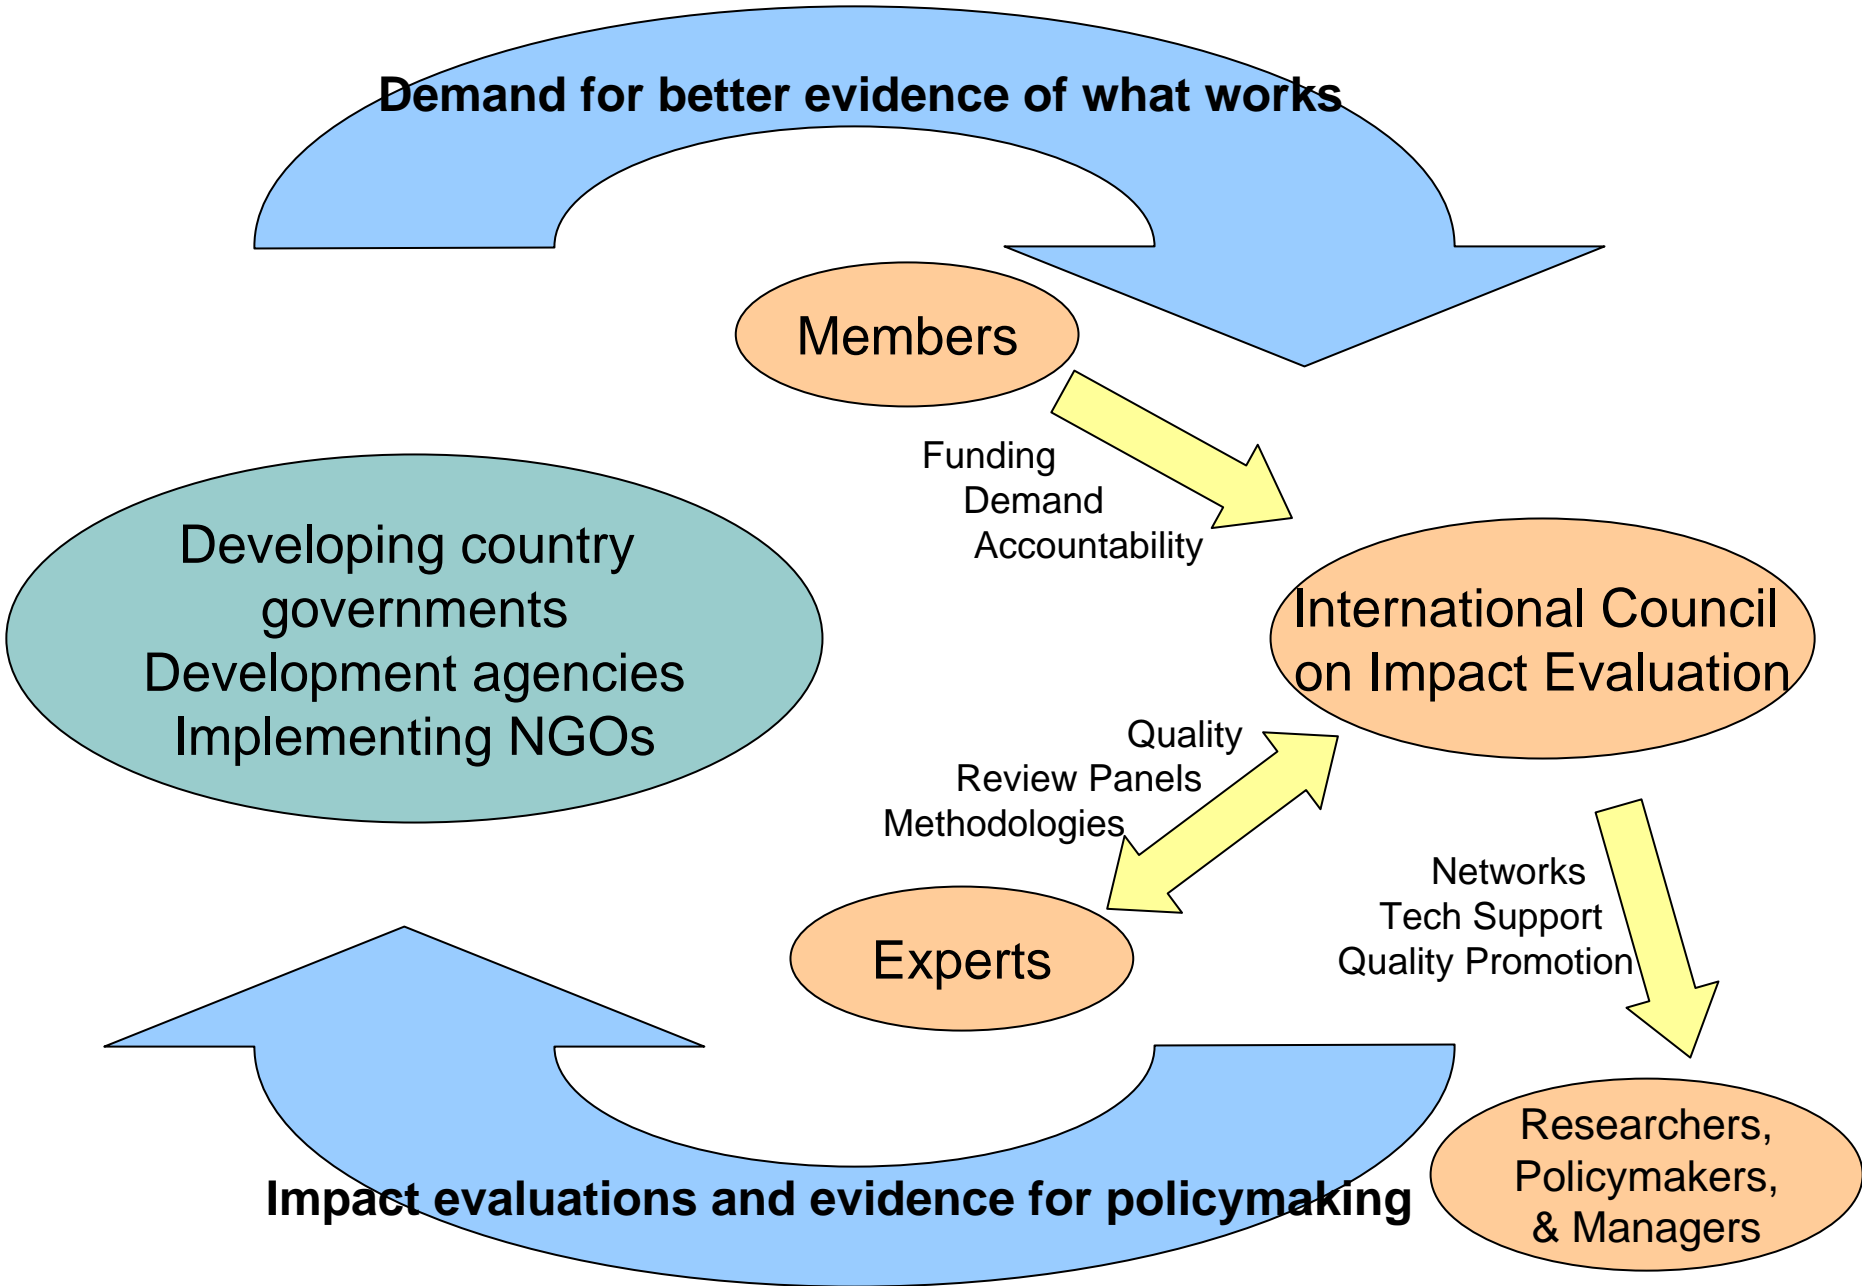 Demand for better evidence of what works
Members
Funding
Demand
Accountability
Developing country
governments
Development agencies
Implementing NGOs
International Council
on Impact Evaluation
Quality
Review Panels
Methodologies
Experts
Networks
Tech Support
Quality Promotion
Researchers,
Policymakers,
& Managers
Impact evaluations and evidence for policymaking